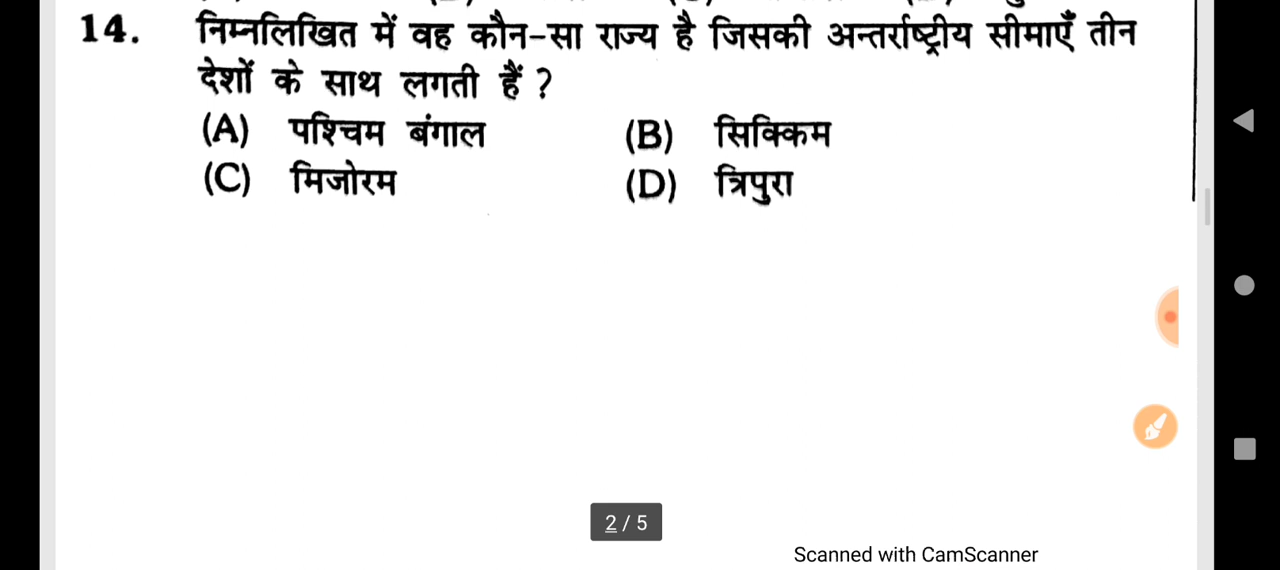 14. निम्नलिखित में वह कौन-सा राज्य है जिसकी अन्तर्राष्ट्रीय सीमाएँ तीन
देशों के साथ लगती हैं ?
(A) पश्चिम बंगाल (B) सिक्किम
(C) मिजोरम (D) त्रिपुरा
2 / 5
Scanned with CamScanner